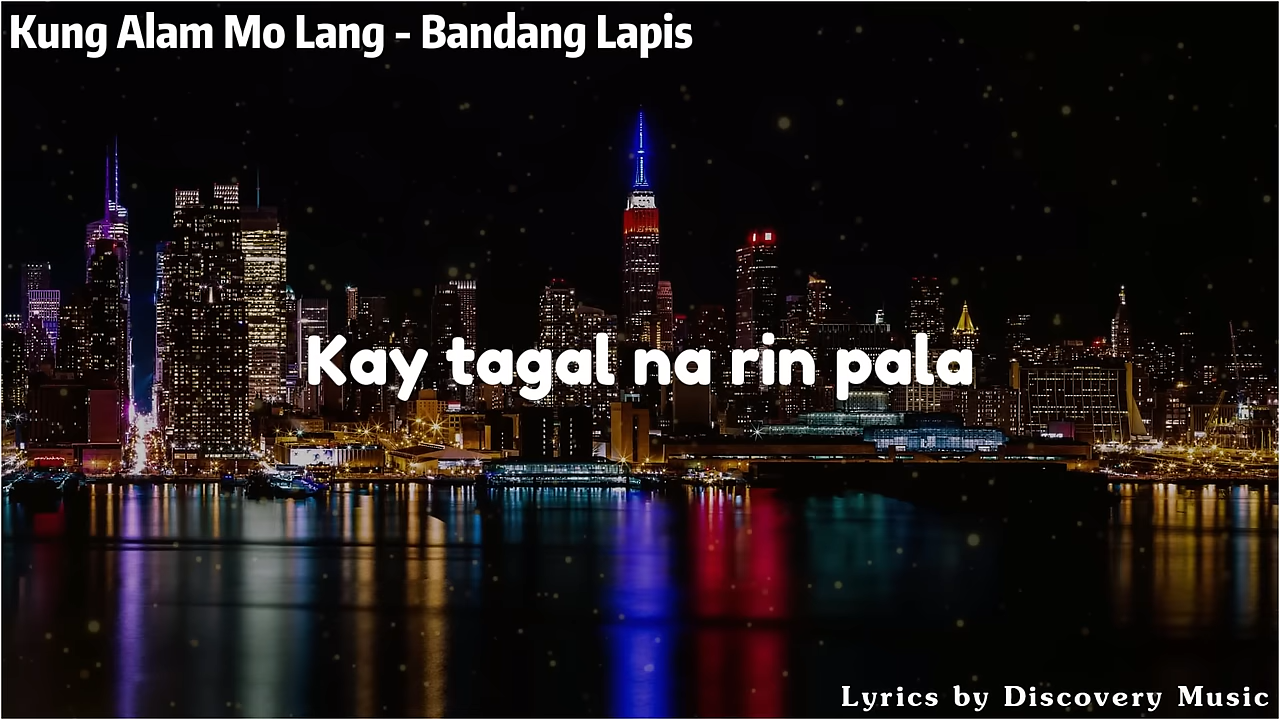 Kung Alam Mo Lang - Bandang Lapis
Kay tagal na rin pala
Lyrics by Discovery Music